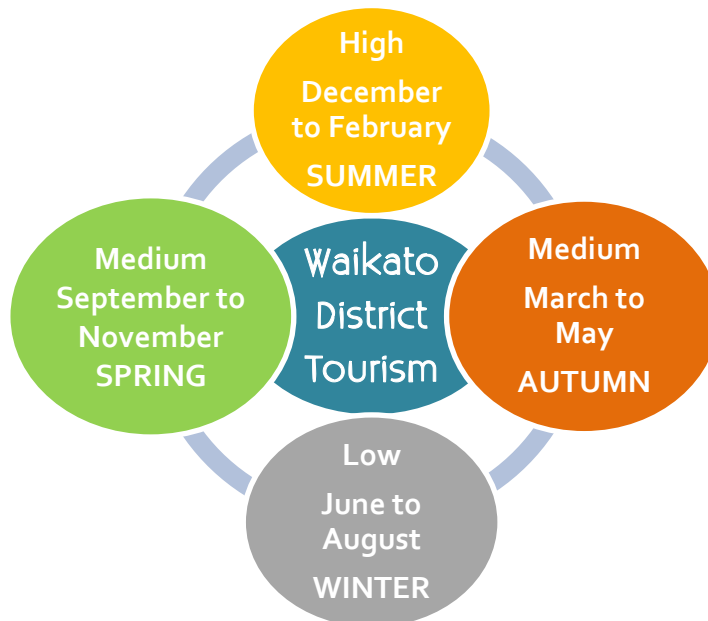 High
December
to February
SUMMER
Medium
September to
November
SPRING
Waikato
District
Tourism
Medium
March to
May
AUTUMN
Low
June to
August
WINTER